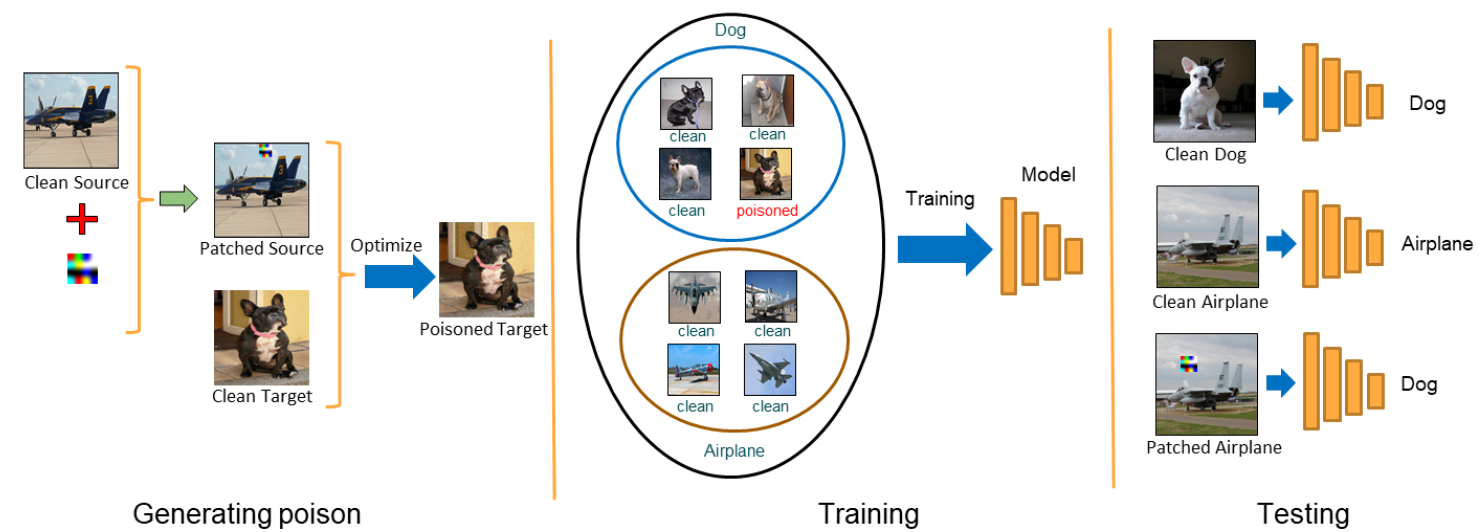 Clean Source
Patched Source
Clean Target
Optimize
Poisoned Target
Generating poison
Dog
clean
clean
clean
poisoned
clean
clean
clean
clean
Airplane
Training
Model
Training
Clean Dog
Dog
Clean Airplane
Airplane
Patched Airplane
Dog
Testing